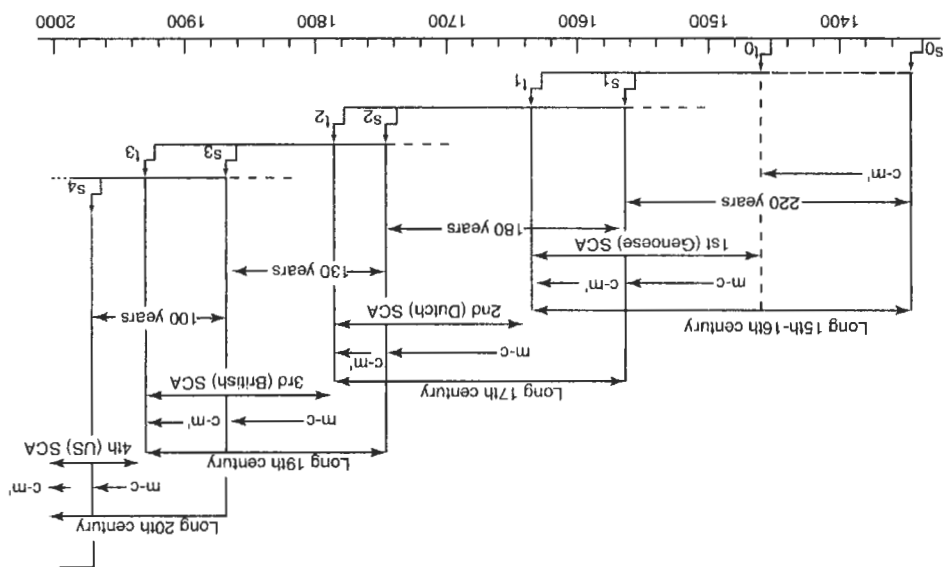 Long 20th century
m-c c-m'
Long 19th century
4th (US) SCA
m-c c-m'
Long 17th century
3rd (British) SCA
m-c c-m'
Long 15th-16th century
100 years
2nd (Dutch) SCA
m-c c-m'
130 years
1st (Genoese) SCA
180 years
220 years
S4
c-m'
S3 t3
S2 t2
S1 t1
S0 t0
1400 1500 1600 1700 1800 1900 2000